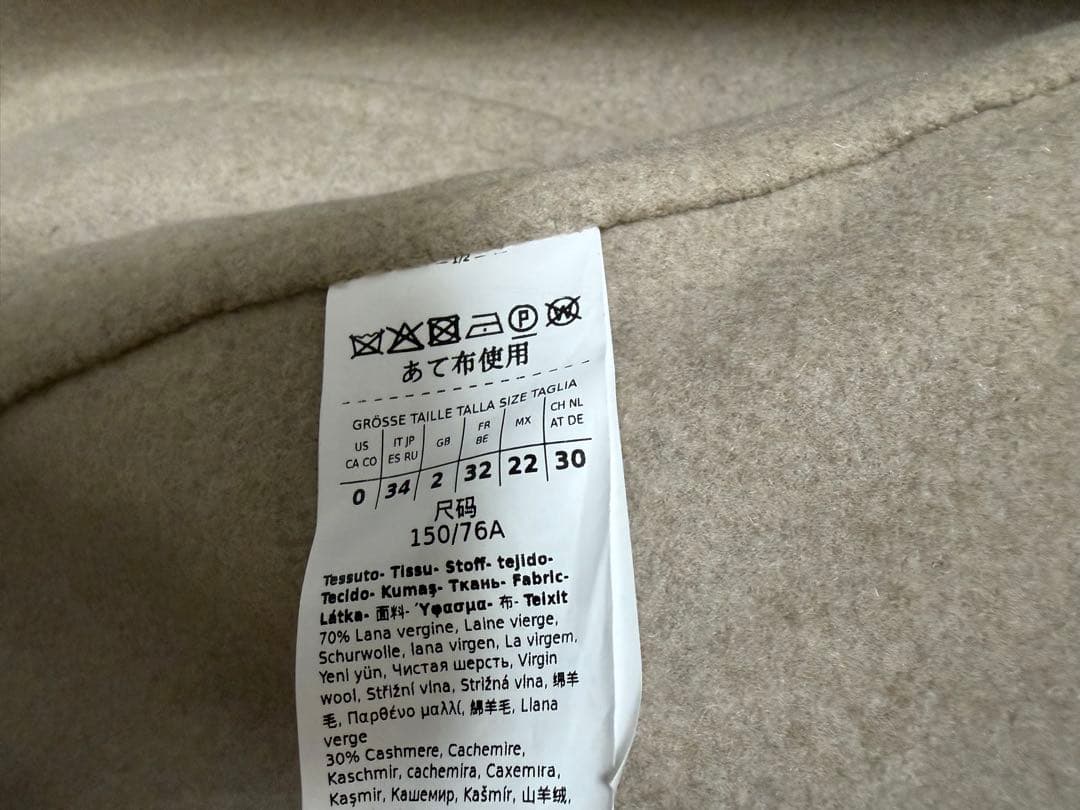 1/2
P W
あて布使用
GRÖSSE TAILLE TALLA SIZE TAGLIA
US IT JP GB FR MX CH NL
CA CO ES RU BE AT DE
0 34 2 32 22 30
尺码
150/76A
Tessuto- Tissu- Stoff- tejido-
Tecido- Kumaş- Ткань- Fabric-
Látka- 面料- Ύφασμα- 布- Teixit
70% Lana vergine, Laine vierge,
Schurwolle, lana virgen, La virgem,
Yeni yün, Чистая шерсть, Virgin
wool, Střižní vlna, Strižná vlna, 绵羊
毛, Παρθένο μαλλί, 綿羊毛, Llana
verge
30% Cashmere, Cachemire,
Kaschmir, cachemira, Caxemira,
Kaşmir, Кашемир, Kašmír, 山羊绒,